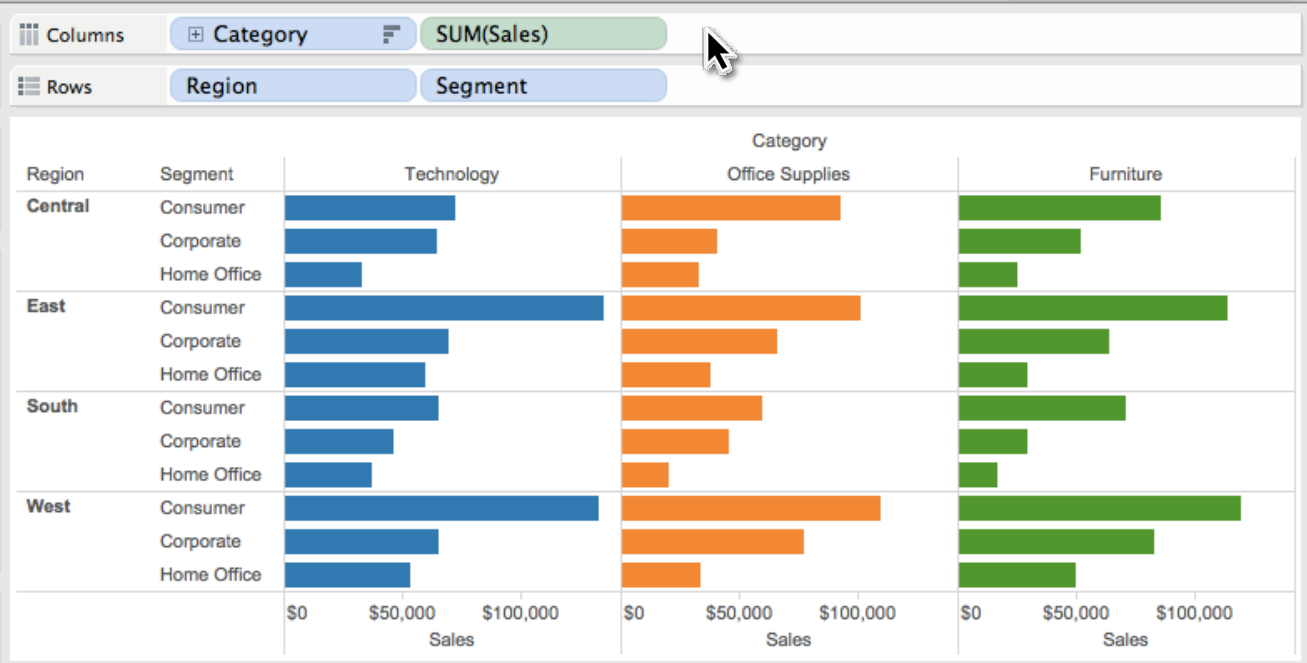 Columns Category SUM(Sales)
Rows Region Segment
Category
Region Segment Technology Office Supplies Furniture
Central Consumer
Corporate
Home Office
East Consumer
Corporate
Home Office
South Consumer
Corporate
Home Office
West Consumer
Corporate
Home Office
$0 $50,000 $100,000 $0 $50,000 $100,000 $0 $50,000 $100,000
Sales Sales Sales